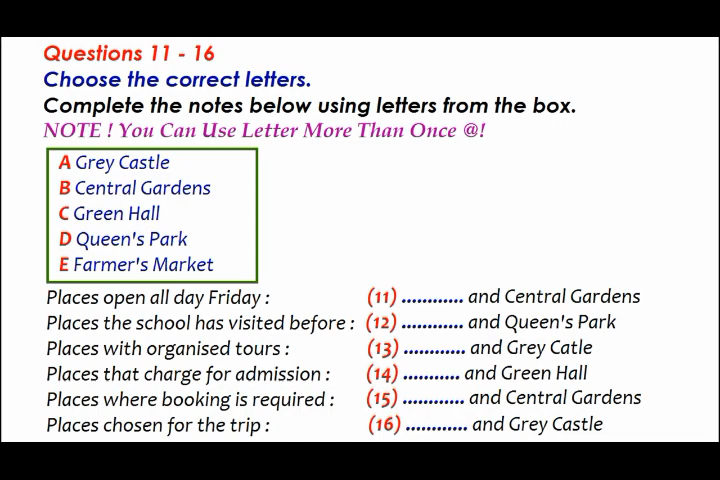 Questions 11 - 16
Choose the correct letters.
Complete the notes below using letters from the box.
NOTE ! You Can Use Letter More Than Once @!
A Grey Castle
B Central Gardens
C Green Hall
D Queen's Park
E Farmer's Market
Places open all day Friday : (11) ............ and Central Gardens
Places the school has visited before : (12) ............ and Queen's Park
Places with organised tours : (13) ............ and Grey Catle
Places that charge for admission : (14) ........... and Green Hall
Places where booking is required : (15) ............ and Central Gardens
Places chosen for the trip : (16) ............ and Grey Castle